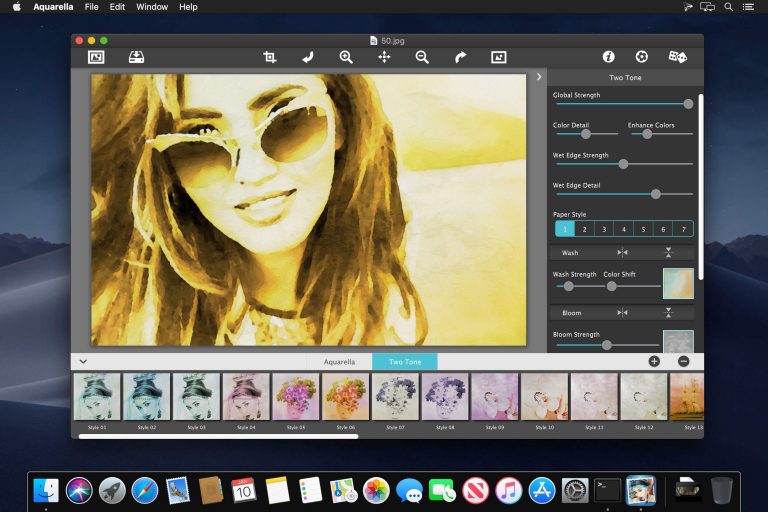 Aquarella File Edit Window Help
50.jpg
Two Tone
Global Strength
Color Detail Enhance Colors
Wet Edge Strength
Wet Edge Detail
Paper Style
1 2 3 4 5 6 7
Wash
Wash Strength Color Shift
Bloom
Bloom Strength
Aquarella Two Tone
Style 01 Style 02 Style 03 Style 04 Style 05 Style 06 Style 07 Style 08 Style 09 Style 10 Style 11 Style 12 Style 13
10